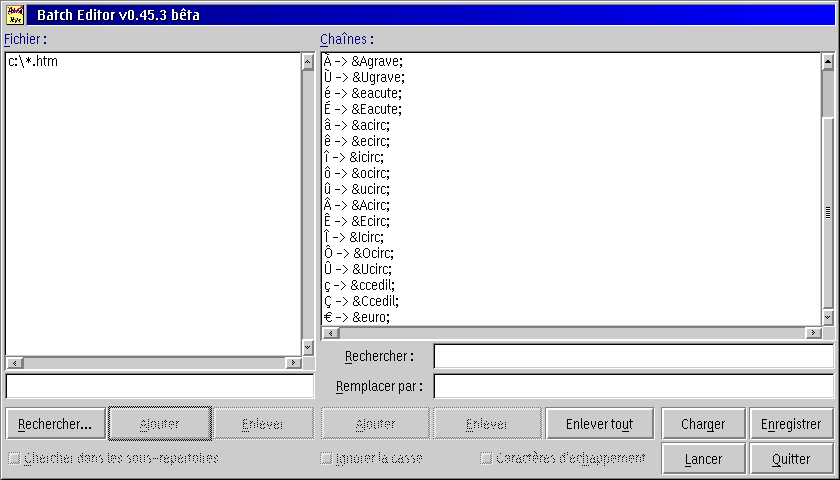 Batch Editor v0.45.3 bêta
Fichier :
Chaînes :
c:\*.htm
À -> &Agrave;
Ù -> &Ugrave;
é -> &eacute;
É -> &Eacute;
â -> &acirc;
ê -> &ecirc;
î -> &icirc;
ô -> &ocirc;
û -> &ucirc;
Â -> &Acirc;
Ê -> &Ecirc;
Î -> &Icirc;
Ô -> &Ocirc;
Û -> &Ucirc;
ç -> &ccedil;
Ç -> &Ccedil;
€ -> &euro;
Rechercher :
Remplacer par :
Rechercher... Ajouter Enlever Ajouter Enlever Enlever tout Charger Enregistrer
Chercher dans les sous-répertoires Ignorer la casse Caractères d'échappement Lancer Quitter